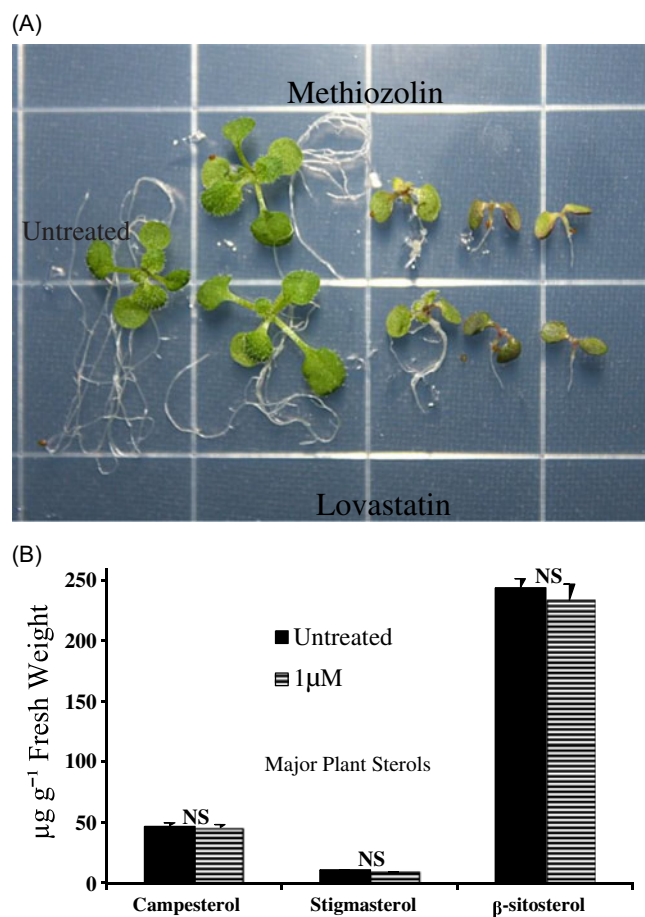 (A)
Methiozolin
Untreated
Lovastatin
(B)
250
200
150
100
50
0
µg g⁻¹ Fresh Weight
NS
NS
NS
Untreated
1µM
Major Plant Sterols
Campesterol
Stigmasterol
β-sitosterol